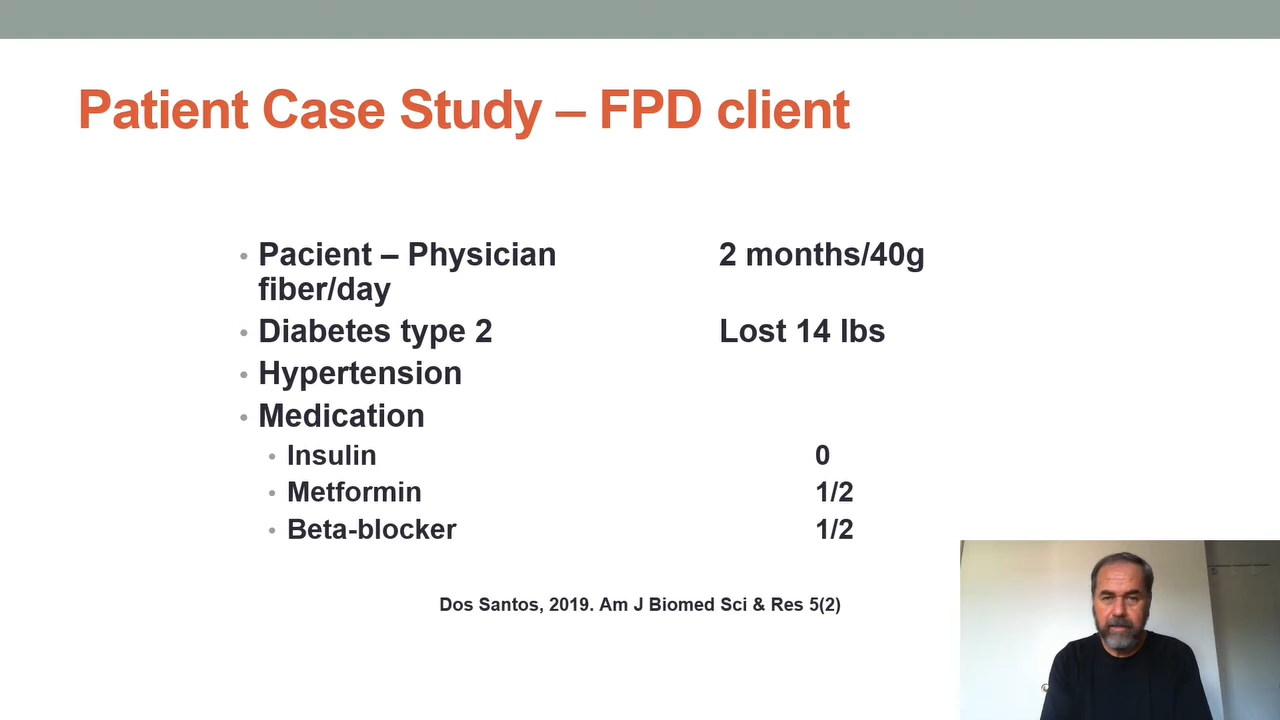 Patient Case Study – FPD client
• Pacient – Physician 2 months/40g
fiber/day
• Diabetes type 2 Lost 14 lbs
• Hypertension
• Medication
• Insulin 0
• Metformin 1/2
• Beta-blocker 1/2
Dos Santos, 2019. Am J Biomed Sci & Res 5(2)